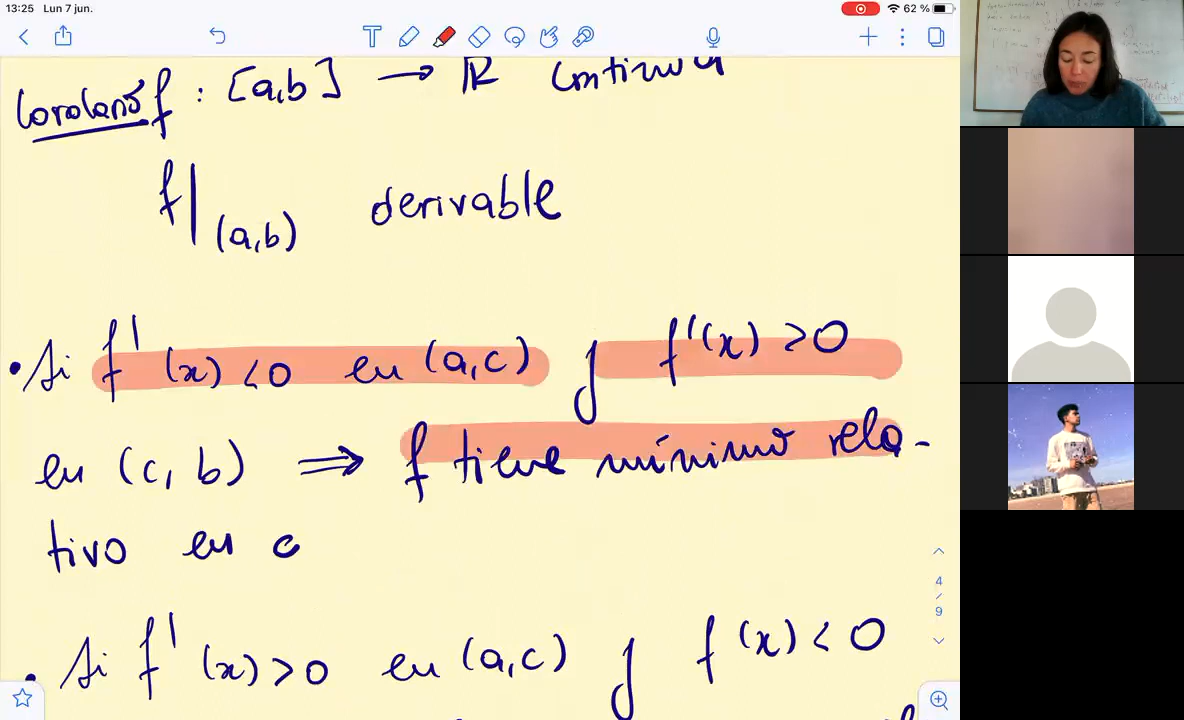 13:25 Lun 7 jun.
62 %
Corolario f : [a,b] → ℝ continua
f|(a,b) derivable
• Si f'(x) < 0 en (a,c) y f'(x) > 0
en (c, b) ⇒ f tiene mínimo rela-
tivo en c
• Si f'(x) > 0 en (a,c) y f(x) < 0
4
/
9